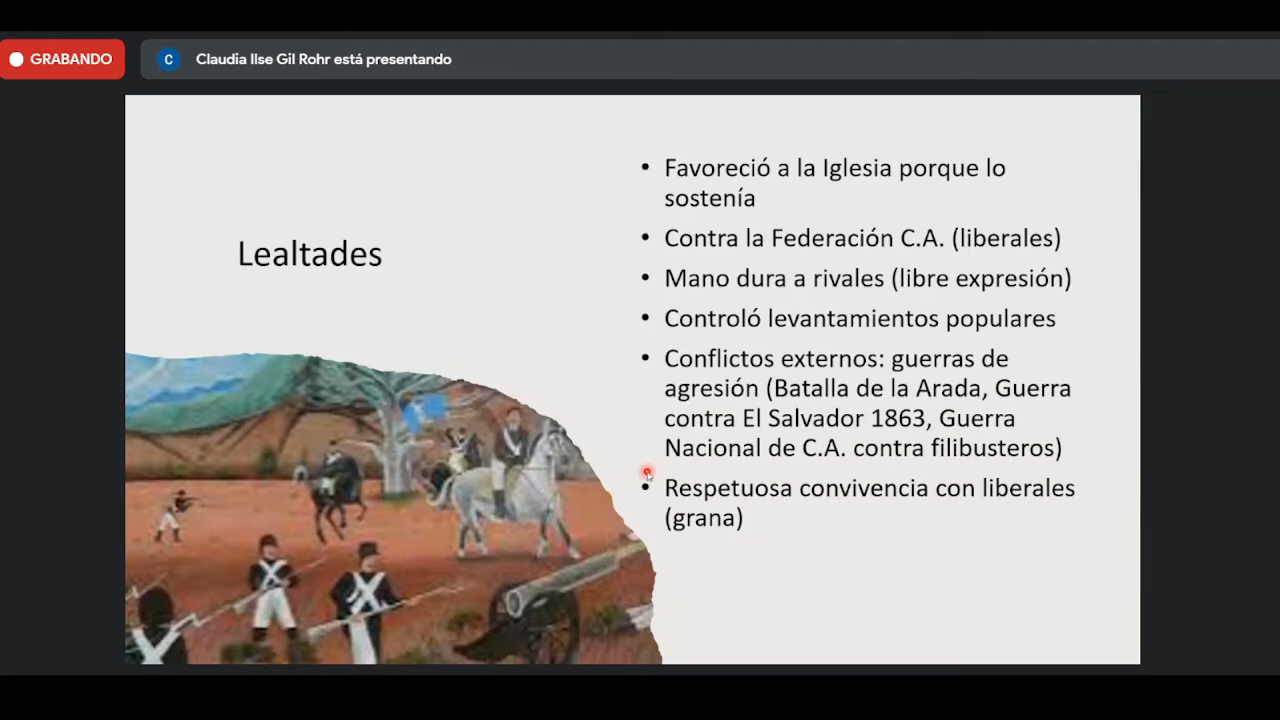 GRABANDO
C
Claudia Ilse Gil Rohr está presentando
Lealtades
• Favoreció a la Iglesia porque lo
sostenía
• Contra la Federación C.A. (liberales)
• Mano dura a rivales (libre expresión)
• Controló levantamientos populares
• Conflictos externos: guerras de
agresión (Batalla de la Arada, Guerra
contra El Salvador 1863, Guerra
Nacional de C.A. contra filibusteros)
• Respetuosa convivencia con liberales
(grana)